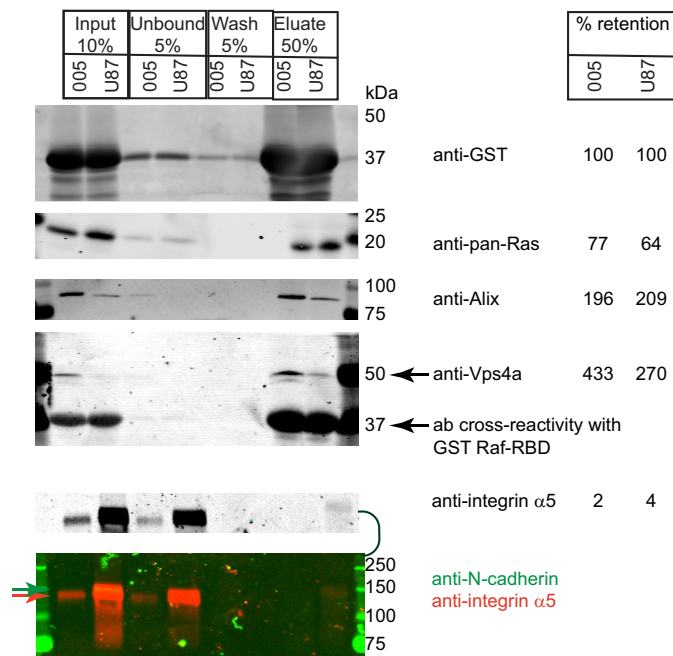 Input Unbound Wash Eluate % retention
10% 5% 5% 50%
005 U87 005 U87 005 U87 005 U87 005 U87
kDa
50
37 anti-GST 100 100
25
20 anti-pan-Ras 77 64
100
75 anti-Alix 196 209
50 anti-Vps4a 433 270
37 ab cross-reactivity with
GST Raf-RBD
anti-integrin α5 2 4
250
150 anti-N-cadherin
anti-integrin α5
100
75